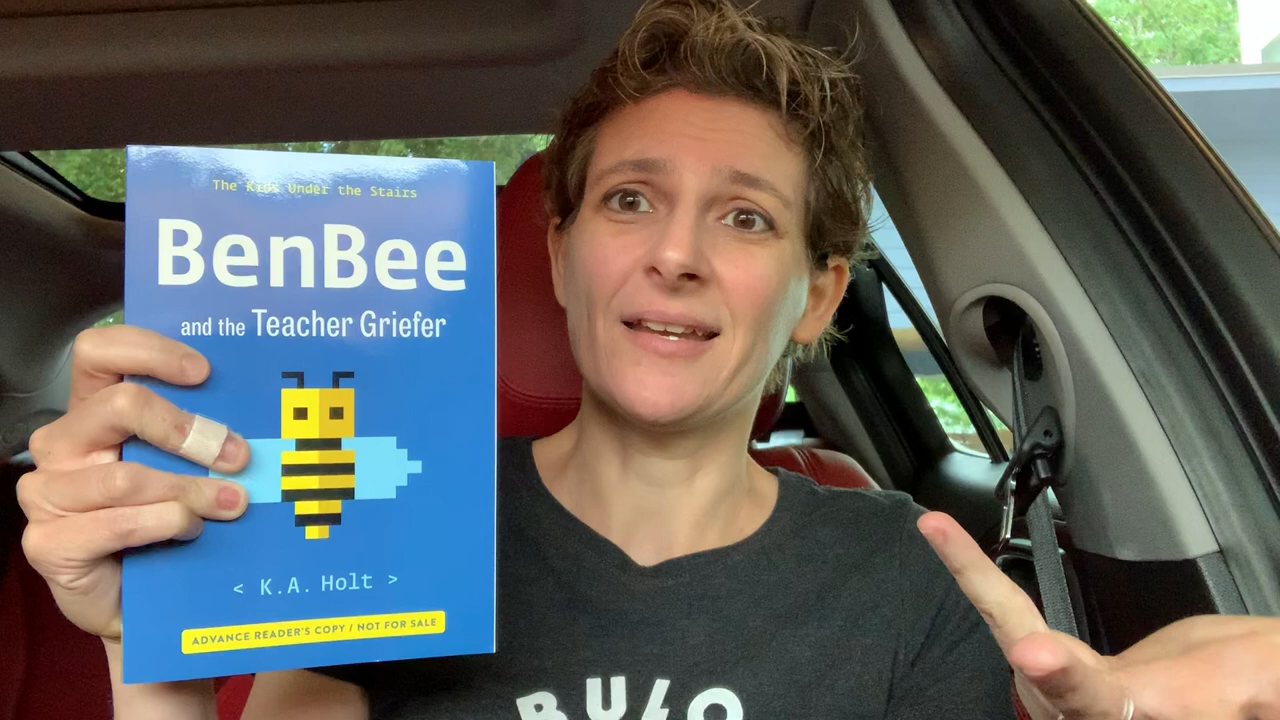 The Kids Under the Stairs
BenBee
and the Teacher Griefer
< K.A. Holt >
ADVANCE READER'S COPY / NOT FOR SALE